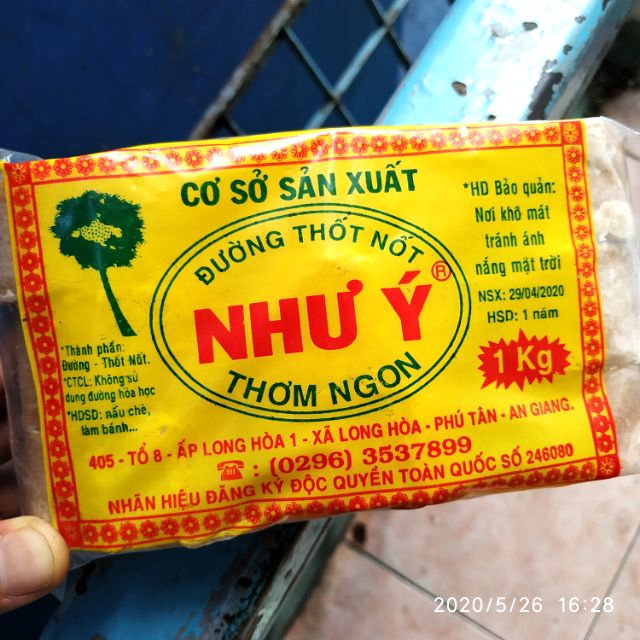 CƠ SỞ SẢN XUẤT
ĐƯỜNG THỐT NỐT
NHƯ Ý ®
THƠM NGON
*HD Bảo quản:
Nơi khô mát
tránh ánh
nắng mặt trời
NSX: 29/04/2020
HSD: 1 năm
1 Kg
*Thành phần:
Đường - Thốt Nốt.
*CTCL: Không sử
dụng đường hóa học
*HDSD: nấu chè,
làm bánh...
405 - TỔ 8 - ẤP LONG HÒA 1 - XÃ LONG HÒA - PHÚ TÂN - AN GIANG.
☎ : (0296) 3537899
NHÃN HIỆU ĐĂNG KÝ ĐỘC QUYỀN TOÀN QUỐC SỐ 246080
2020/5/26 16:28